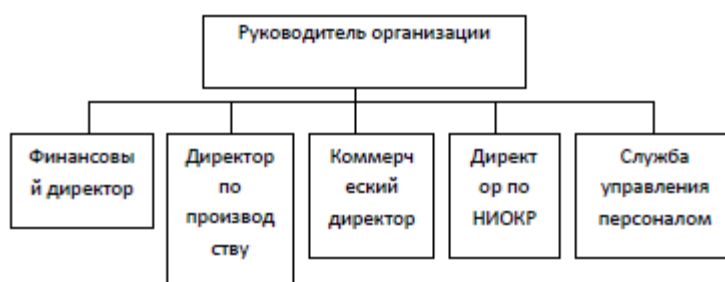 Руководитель организации
Финансовы
й директор
Директор
по
производ
ству
Коммерч
еский
директор
Директ
ор по
НИОКР
Служба
управления
персоналом